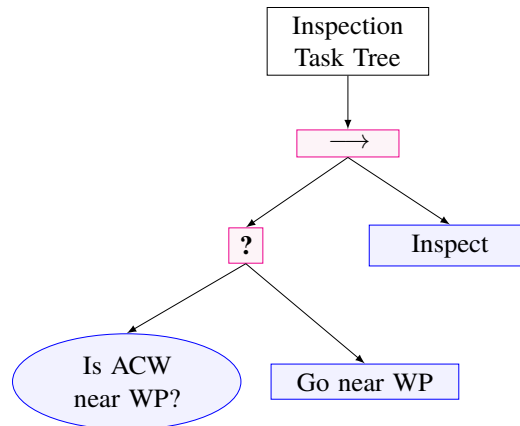 Inspection
Task Tree
→
?
Inspect
Is ACW
near WP?
Go near WP